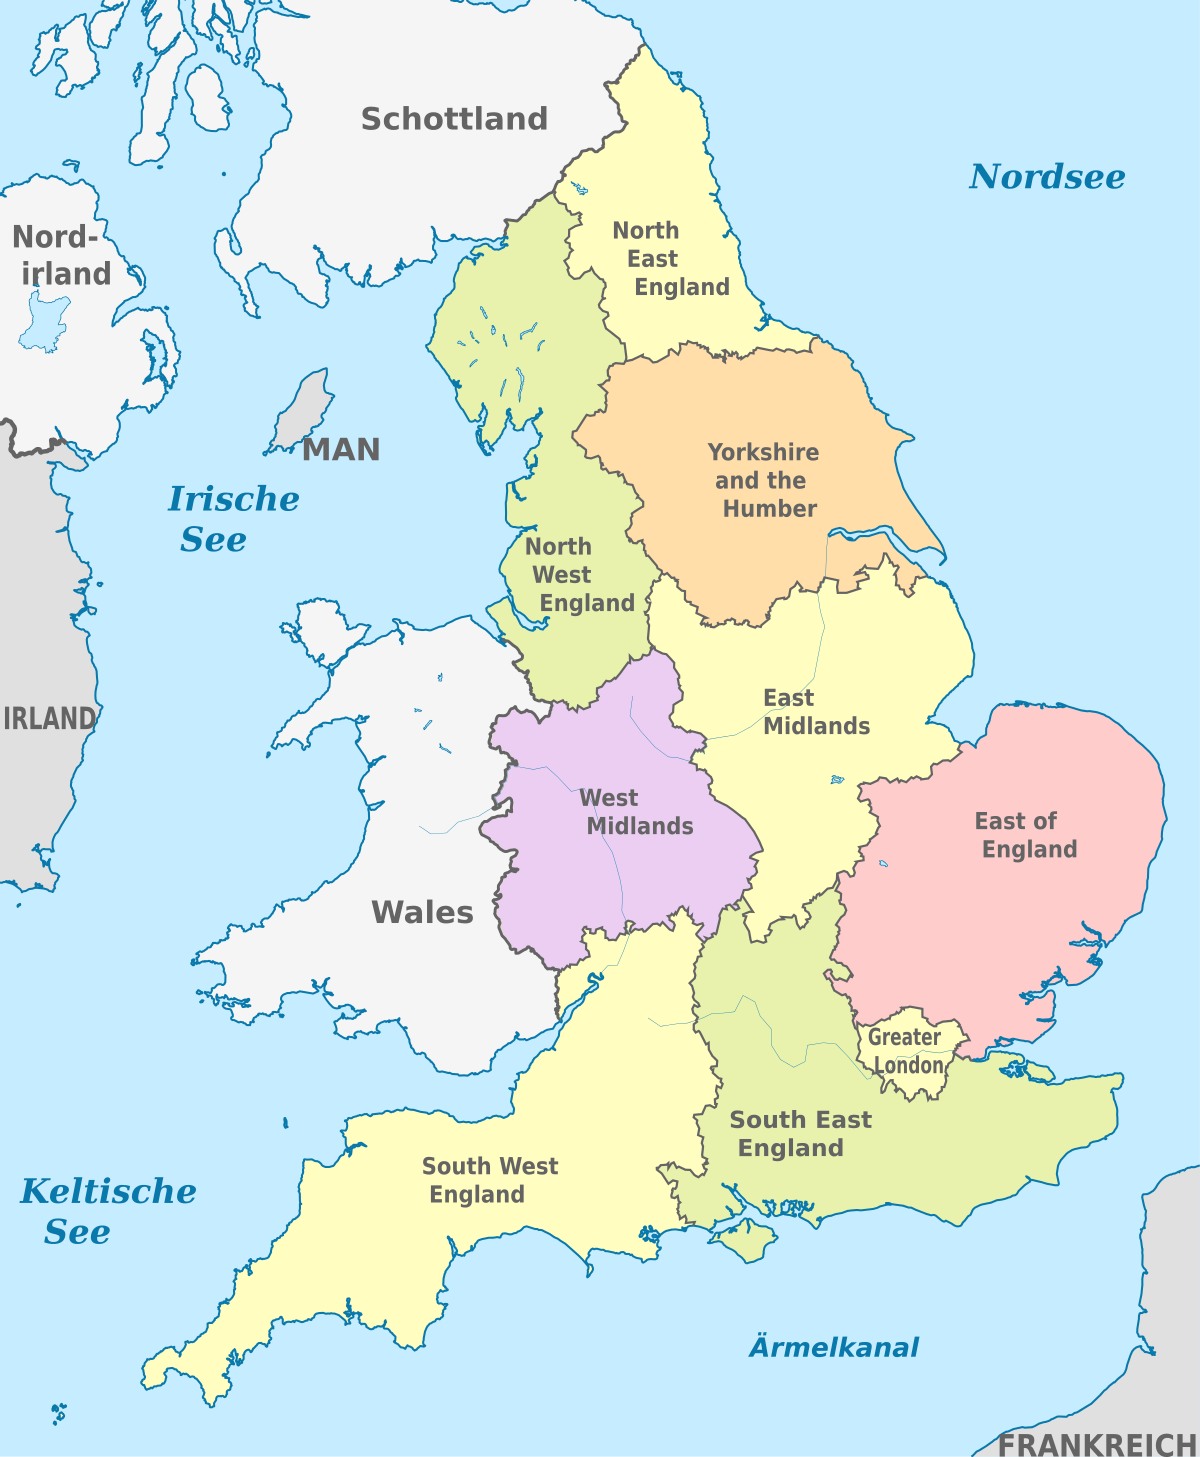 Schottland
Nordsee
Nord-
irland
North
East
England
MAN
Yorkshire
and the
Humber
Irische
See
North
West
England
IRLAND
East
Midlands
West
Midlands
East of
England
Wales
Greater
London
South East
England
South West
England
Keltische
See
Ärmelkanal
FRANKREICH